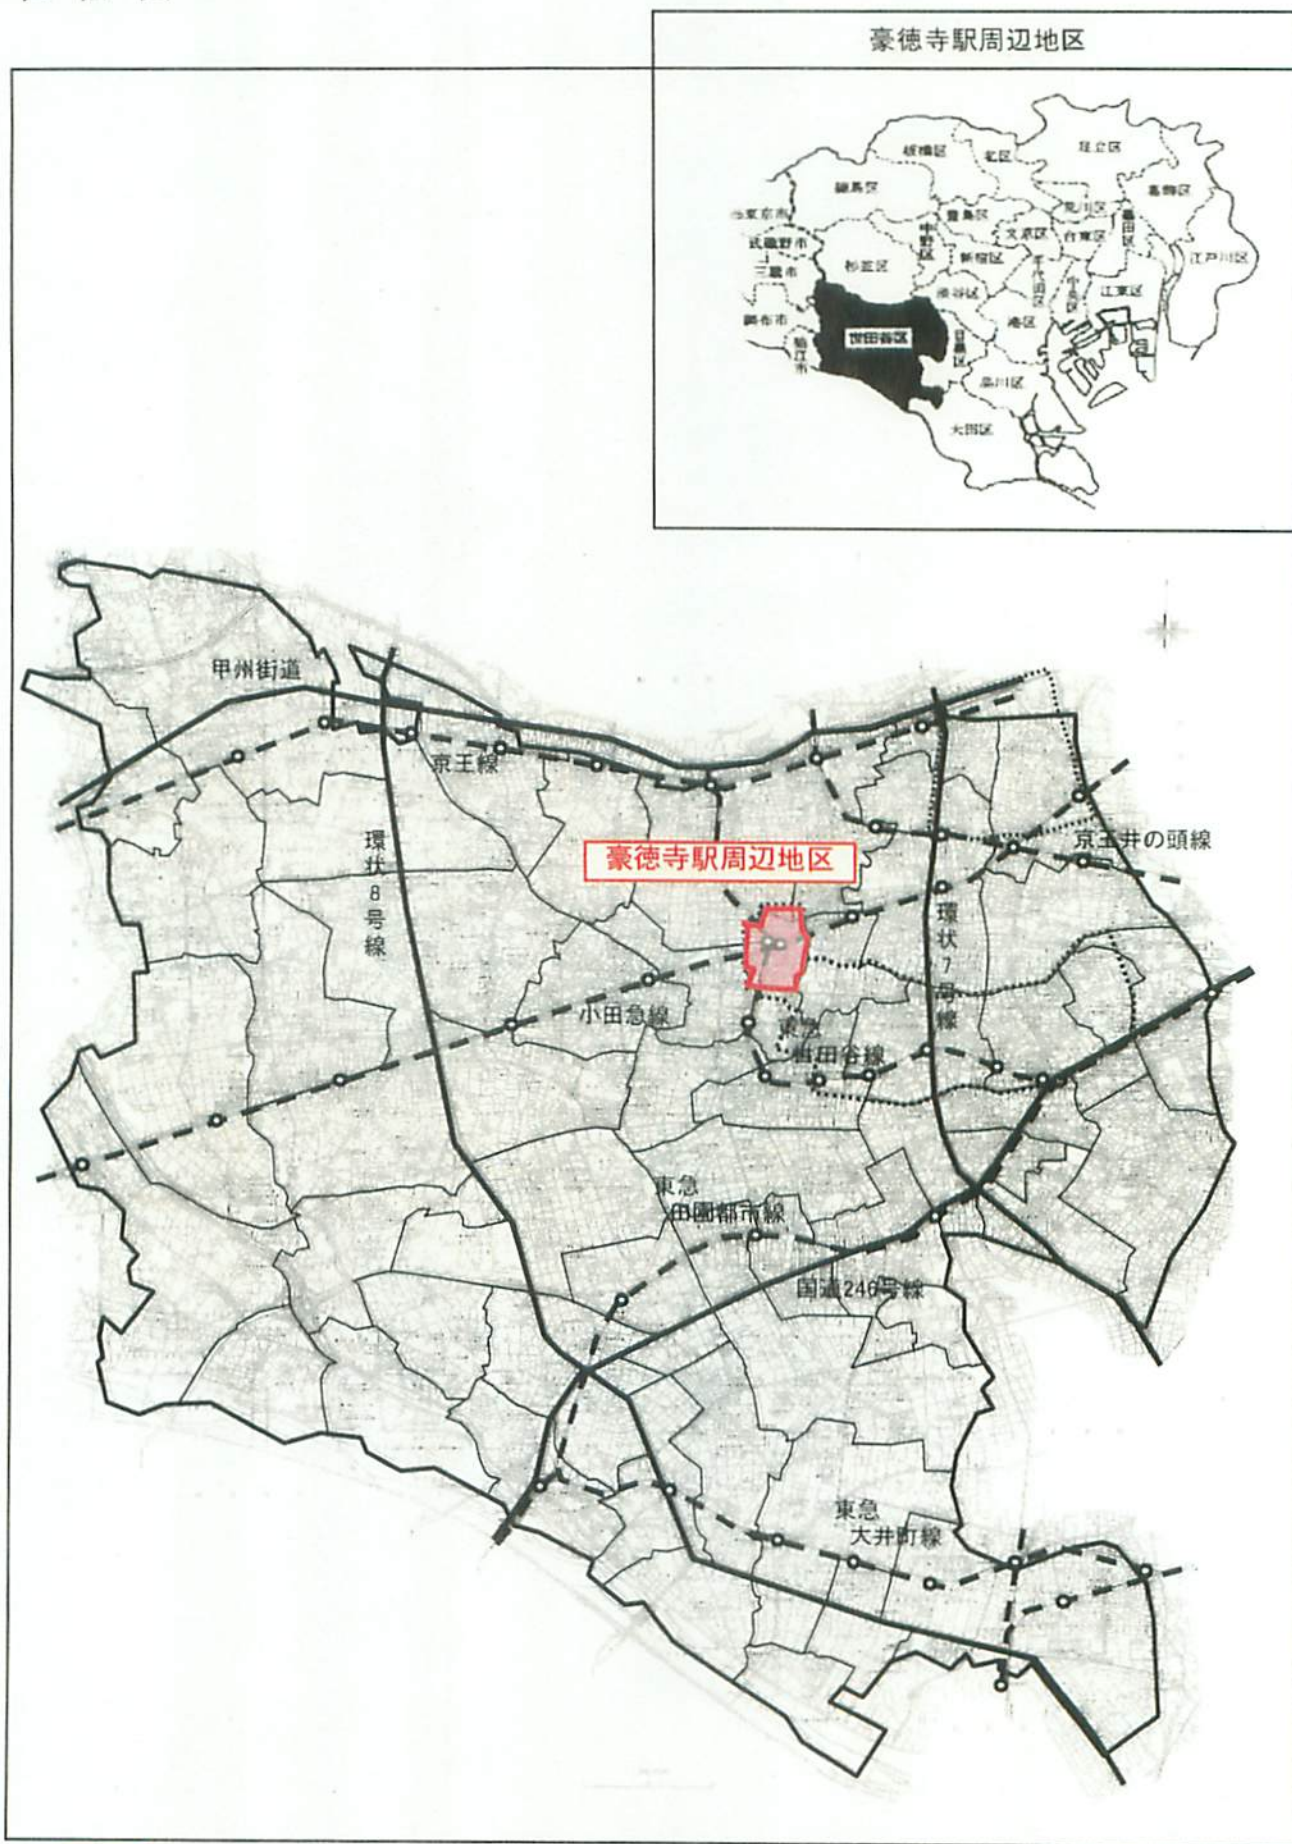 豪徳寺駅周辺地区
板橋区
北区
足立区
練馬区
葛飾区
豊島区
荒川区
墨田区
武蔵野市
中野区
文京区
台東区
杉並区
新宿区
江戸川区
三鷹市
千代田区
渋谷区
中央区
江東区
調布市
港区
世田谷区
目黒区
狛江市
品川区
大田区
甲州街道
京王線
環状8号線
豪徳寺駅周辺地区
京王井の頭線
環状7号線
小田急線
東急
世田谷線
東急
田園都市線
国道246号線
東急
大井町線